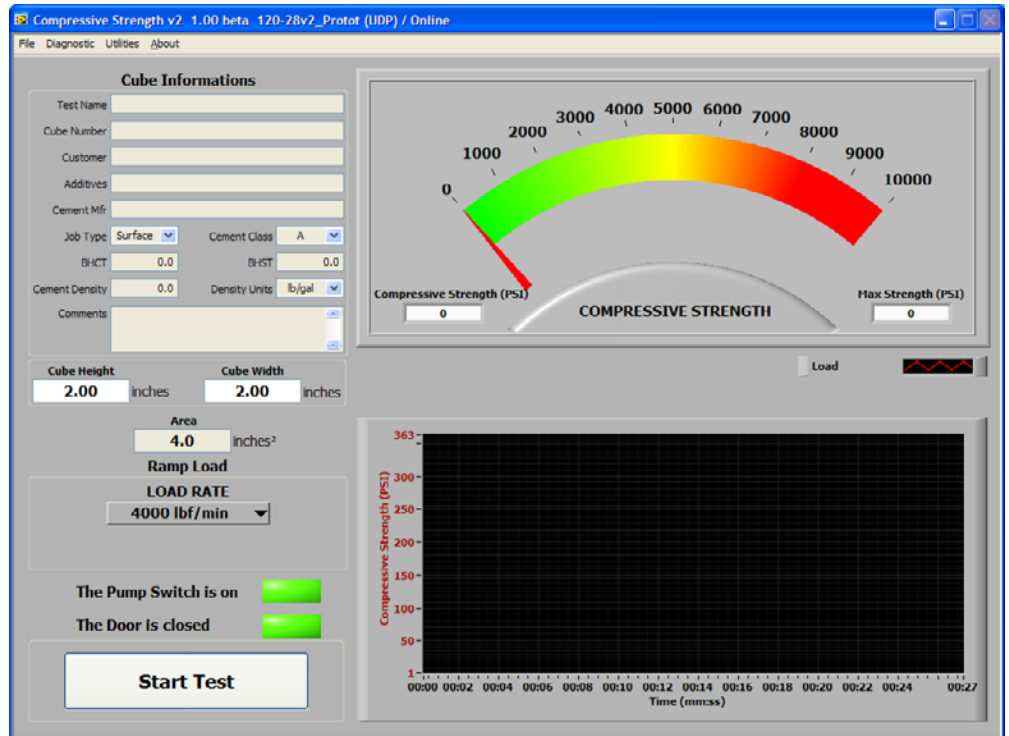 Compressive Strength v2 1.00 beta 120-28v2_Protot (UDP) / Online
File Diagnostic Utilities About
Cube Informations
Test Name
Cube Number
Customer
Additives
Cement Mfr
Job Type Surface Cement Class A
BHCT 0.0 BHST 0.0
Cement Density 0.0 Density Units lb/gal
Comments
Cube Height Cube Width
2.00 inches 2.00 inches
Area
4.0 inches²
Ramp Load
LOAD RATE
4000 lbf/min
The Pump Switch is on
The Door is closed
Start Test
0 1000 2000 3000 4000 5000 6000 7000 8000 9000 10000
Compressive Strength (PSI)
0
COMPRESSIVE STRENGTH
Max Strength (PSI)
0
Load
Compressive Strength (PSI)
363
300
250
200
150
100
50
1
00:00 00:02 00:04 00:06 00:08 00:10 00:12 00:14 00:16 00:18 00:20 00:22 00:24 00:27
Time (mm:ss)